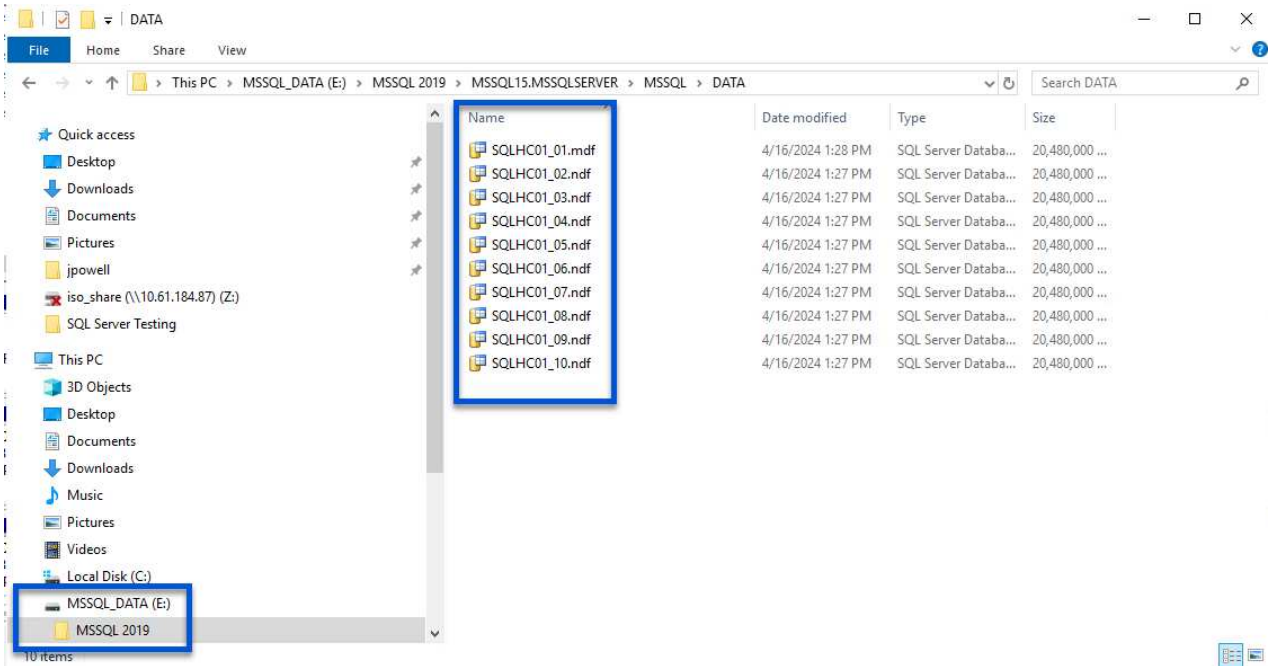 DATA
File Home Share View
This PC > MSSQL_DATA (E:) > MSSQL 2019 > MSSQL15.MSSQLSERVER > MSSQL > DATA
Search DATA
Quick access
Desktop
Downloads
Documents
Pictures
jpowell
iso_share (\\10.61.184.87) (Z:)
SQL Server Testing
This PC
3D Objects
Desktop
Documents
Downloads
Music
Pictures
Videos
Local Disk (C:)
MSSQL_DATA (E:)
MSSQL 2019
Name Date modified Type Size
SQLHC01_01.mdf 4/16/2024 1:28 PM SQL Server Databa... 20,480,000 ...
SQLHC01_02.ndf 4/16/2024 1:27 PM SQL Server Databa... 20,480,000 ...
SQLHC01_03.ndf 4/16/2024 1:27 PM SQL Server Databa... 20,480,000 ...
SQLHC01_04.ndf 4/16/2024 1:27 PM SQL Server Databa... 20,480,000 ...
SQLHC01_05.ndf 4/16/2024 1:27 PM SQL Server Databa... 20,480,000 ...
SQLHC01_06.ndf 4/16/2024 1:27 PM SQL Server Databa... 20,480,000 ...
SQLHC01_07.ndf 4/16/2024 1:27 PM SQL Server Databa... 20,480,000 ...
SQLHC01_08.ndf 4/16/2024 1:27 PM SQL Server Databa... 20,480,000 ...
SQLHC01_09.ndf 4/16/2024 1:27 PM SQL Server Databa... 20,480,000 ...
SQLHC01_10.ndf 4/16/2024 1:27 PM SQL Server Databa... 20,480,000 ...
10 items